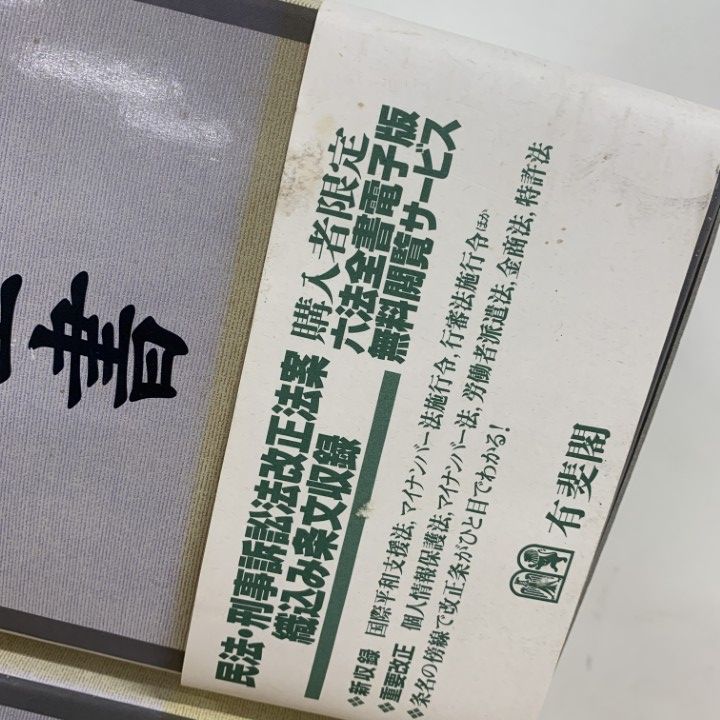 書
民法・刑事訴訟法改正法案
織込み条文収録
購入者限定
六法全書電子版
無料閲覧サービス
❖新収録 国際平和支援法,マイナンバー法施行令,行審法施行令ほか
❖重要改正 個人情報保護法,マイナンバー法,労働者派遣法,金商法,特許法
❖条名の傍線で改正条がひと目でわかる!
有斐閣